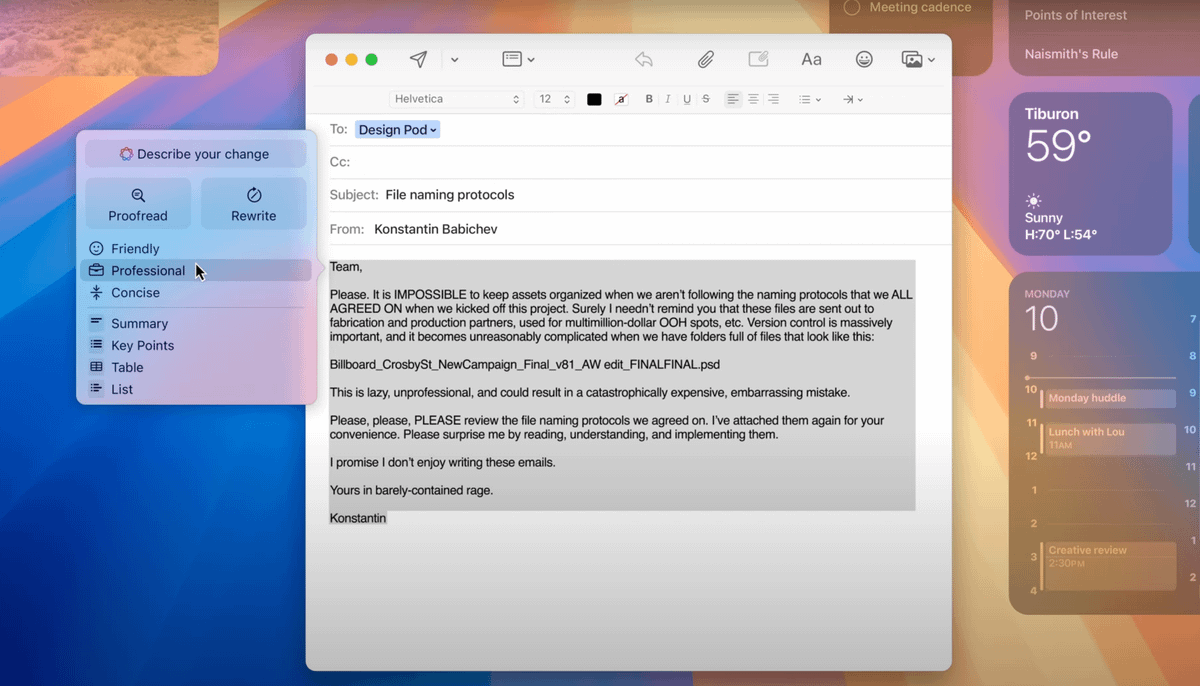 Meeting cadence
Points of Interest
Naismith's Rule
Aa
Helvetica
12
a
B I U S
To: Design Pod
Cc:
Subject: File naming protocols
From: Konstantin Babichev
Describe your change
Proofread
Rewrite
Friendly
Professional
Concise
Summary
Key Points
Table
List
Team,
Please. It is IMPOSSIBLE to keep assets organized when we aren’t following the naming protocols that we ALL
AGREED ON when we kicked off this project. Surely I needn’t remind you that these files are sent out to
fabrication and production partners, used for multimillion-dollar OOH spots, etc. Version control is massively
important, and it becomes unreasonably complicated when we have folders full of files that look like this:
Billboard_CrosbySt_NewCampaign_Final_v81_AW edit_FINALFINAL.psd
This is lazy, unprofessional, and could result in a catastrophically expensive, embarrassing mistake.
Please, please, PLEASE review the file naming protocols we agreed on. I’ve attached them again for your
convenience. Please surprise me by reading, understanding, and implementing them.
I promise I don’t enjoy writing these emails.
Yours in barely-contained rage.
Konstantin
Tiburon
59°
Sunny
H:70° L:54°
MONDAY
10
9
10
Monday huddle
11
Lunch with Lou
11AM
12
1
2
3
Creative review
2:30PM
4
7
9
10
11
12
1
2